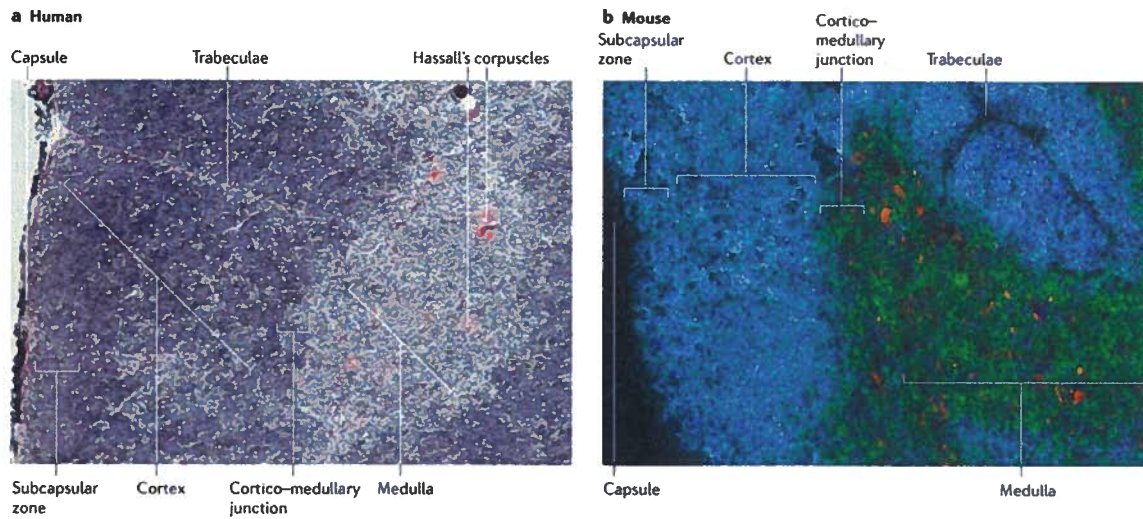 a Human
Capsule
Trabeculae
Hassall's corpuscles
Subcapsular
zone
Cortex
Cortico–medullary
junction
Medulla
b Mouse
Subcapsular
zone
Cortex
Cortico–
medullary
junction
Trabeculae
Capsule
Medulla